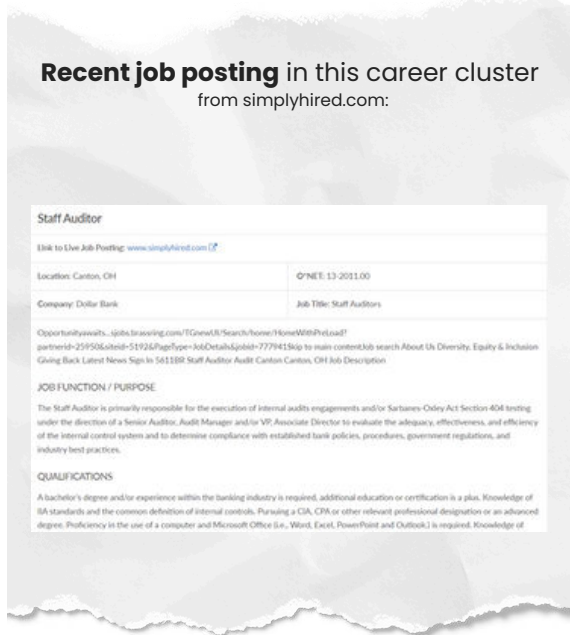 Recent job posting in this career cluster
from simplyhired.com:
Staff Auditor
Link to Live Job Posting: www.simplyhired.com
Location: Canton, OH
O*NET: 13-2011.00
Company: Dollar Bank
Job Title: Staff Auditors
Opportunityawaits...sjobs.brassring.com/TGnewUI/Search/home/HomeWithPreLoad?
partnerid=25950&siteid=5192&PageType=JobDetails&jobid=777941Skip to main contentJob search About Us Diversity, Equity & Inclusion
Giving Back Latest News Sign In 5611BR Staff Auditor Audit Canton Canton, OH Job Description
JOB FUNCTION / PURPOSE
The Staff Auditor is primarily responsible for the execution of internal audits engagements and/or Sarbanes-Oxley Act Section 404 testing
under the direction of a Senior Auditor, Audit Manager and/or VP, Associate Director to evaluate the adequacy, effectiveness, and efficiency
of the internal control system and to determine compliance with established bank policies, procedures, government regulations, and
industry best practices.
QUALIFICATIONS
A bachelor's degree and/or experience within the banking industry is required, additional education or certification is a plus. Knowledge of
IIA standards and the common definition of internal controls. Pursuing a CIA, CPA or other relevant professional designation or an advanced
degree. Proficiency in the use of a computer and Microsoft Office (i.e., Word, Excel, PowerPoint and Outlook.) is required. Knowledge of